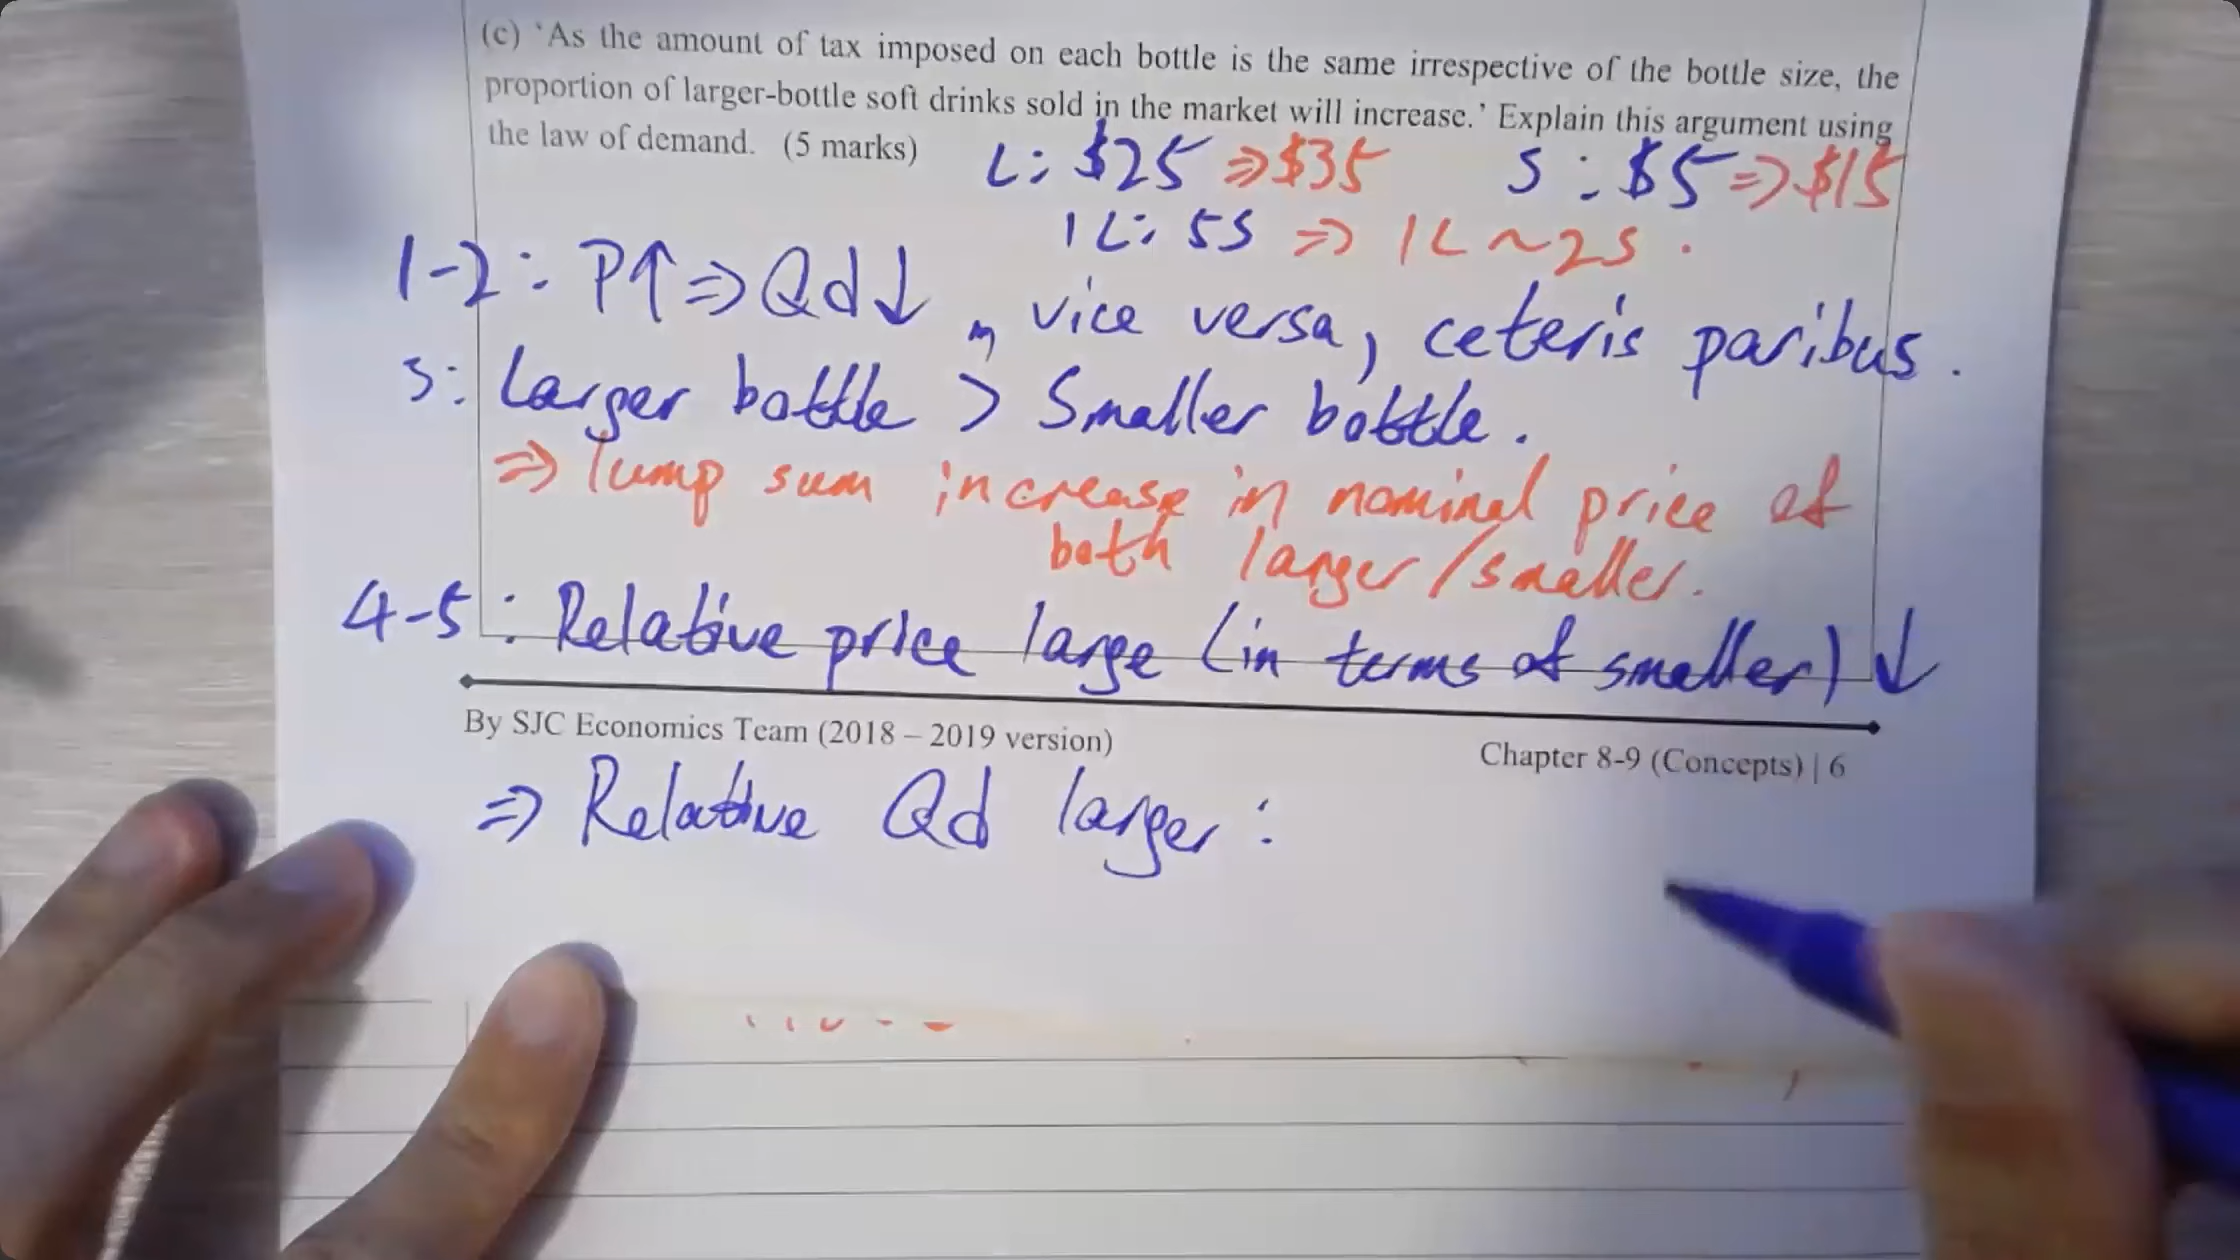 (c) 'As the amount of tax imposed on each bottle is the same irrespective of the bottle size, the
proportion of larger-bottle soft drinks sold in the market will increase.' Explain this argument using
the law of demand. (5 marks)
L: $25 ⇒ $35 S: $5 ⇒ $15
1L: 5S ⇒ 1L ~ 2S.
1-2: P↑ ⇒ Qd↓, vice versa, ceteris paribus.
3: Larger bottle > Smaller bottle.
⇒ lump sum increase in nominal price of
both larger/smaller.
4-5: Relative price large (in terms of smaller) ↓
By SJC Economics Team (2018 – 2019 version)
Chapter 8-9 (Concepts) | 6
⇒ Relative Qd larger: